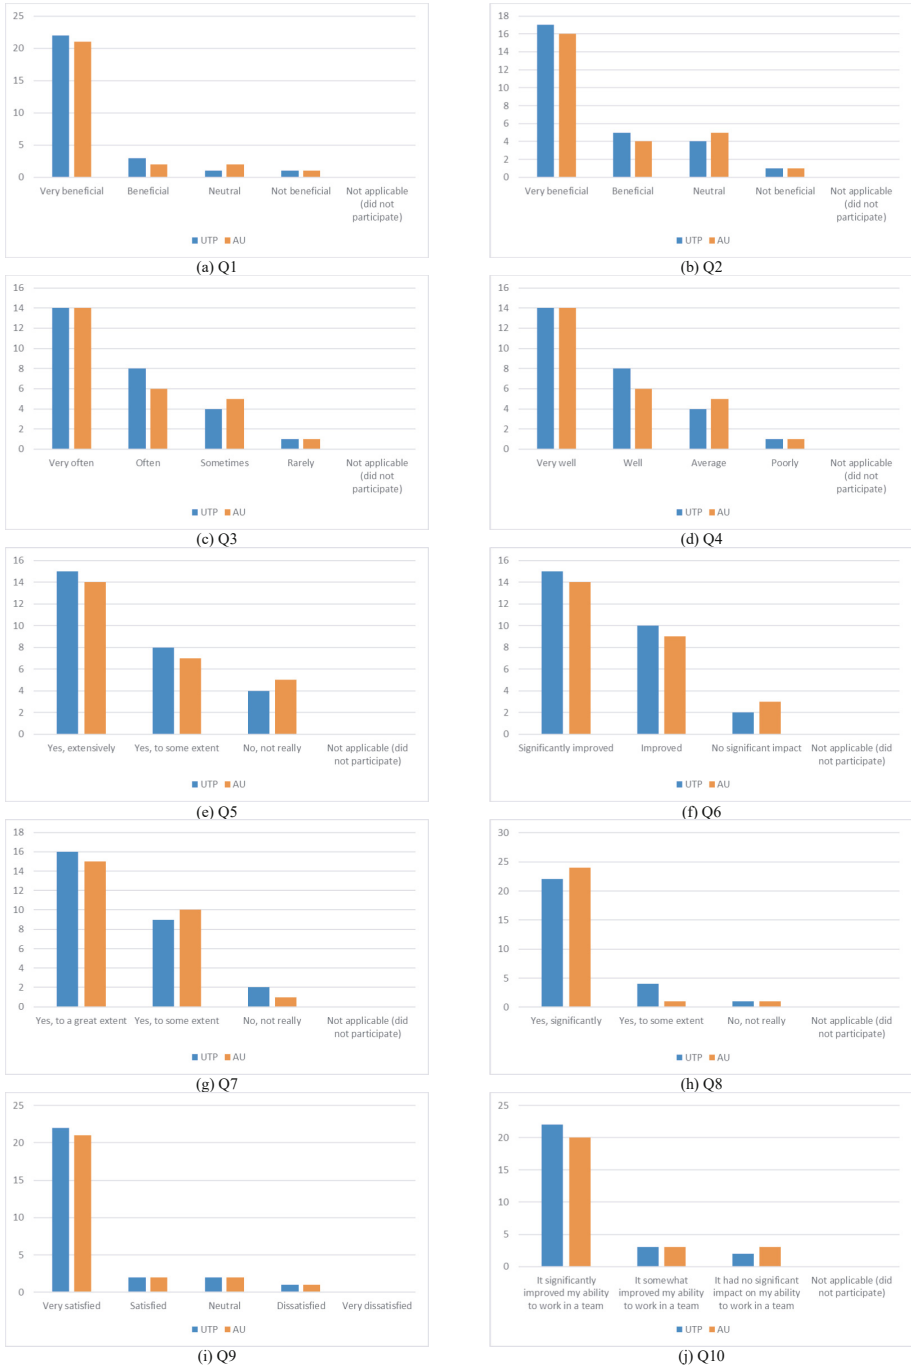 25
20
15
10
5
0
Very beneficial Beneficial Neutral Not beneficial Not applicable
(did not
participate)
UTP AU
(a) Q1
18
16
14
12
10
8
6
4
2
0
Very beneficial Beneficial Neutral Not beneficial Not applicable
(did not
participate)
UTP AU
(b) Q2
16
14
12
10
8
6
4
2
0
Very often Often Sometimes Rarely Not applicable
(did not
participate)
UTP AU
(c) Q3
16
14
12
10
8
6
4
2
0
Very well Well Average Poorly Not applicable
(did not
participate)
UTP AU
(d) Q4
16
14
12
10
8
6
4
2
0
Yes, extensively Yes, to some extent No, not really Not applicable (did
not participate)
UTP AU
(e) Q5
16
14
12
10
8
6
4
2
0
Significantly improved Improved No significant impact Not applicable (did
not participate)
UTP AU
(f) Q6
18
16
14
12
10
8
6
4
2
0
Yes, to a great extent Yes, to some extent No, not really Not applicable (did
not participate)
UTP AU
(g) Q7
30
25
20
15
10
5
0
Yes, significantly Yes, to some extent No, not really Not applicable (did
not participate)
UTP AU
(h) Q8
25
20
15
10
5
0
Very satisfied Satisfied Neutral Dissatisfied Very dissatisfied
UTP AU
(i) Q9
25
20
15
10
5
0
It significantly It somewhat It had no significant Not applicable (did
improved my ability improved my ability impact on my ability not participate)
to work in a team to work in a team to work in a team
UTP AU
(j) Q10